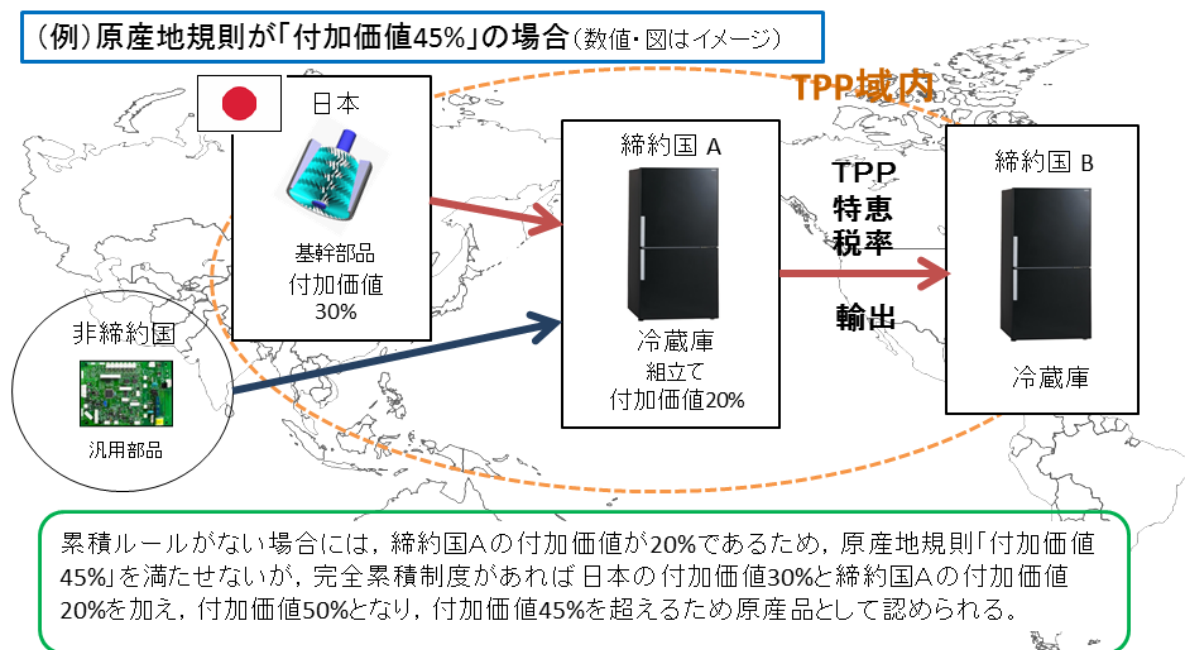 (例)原産地規則が「付加価値45%」の場合(数値・図はイメージ)
TPP域内
日本
基幹部品
付加価値
30%
非締約国
汎用部品
締約国 A
冷蔵庫
組立て
付加価値20%
TPP
特恵
税率
輸出
締約国 B
冷蔵庫
累積ルールがない場合には，締約国Aの付加価値が20%であるため，原産地規則「付加価値
45%」を満たせないが，完全累積制度があれば日本の付加価値30%と締約国Aの付加価値
20%を加え，付加価値50%となり，付加価値45%を超えるため原産品として認められる。